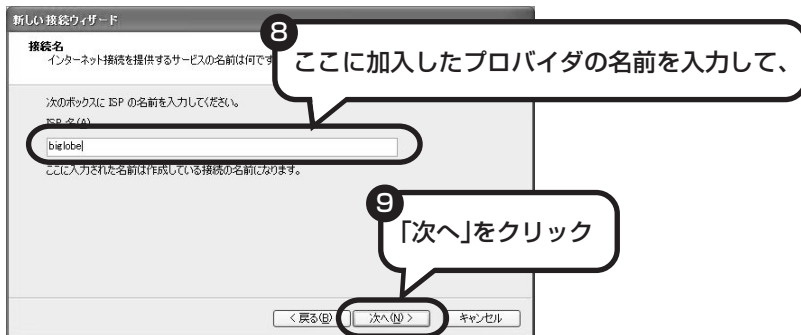 新しい接続ウィザード
接続名
インターネット接続を提供するサービスの名前は何です
❽
ここに加入したプロバイダの名前を入力して、
次のボックスに ISP の名前を入力してください。
ISP 名(A)
biglobe
ここに入力された名前は作成している接続の名前になります。
❾
「次へ」をクリック
< 戻る(B)
次へ(N) >
キャンセル